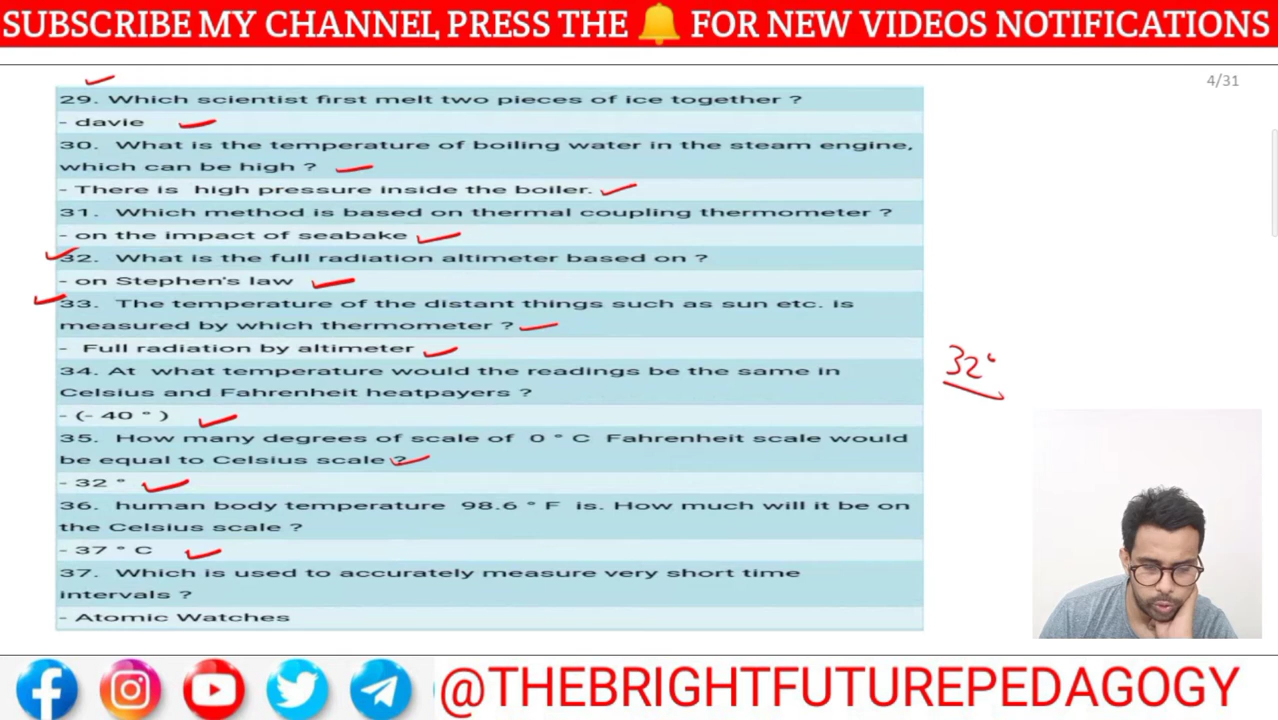 SUBSCRIBE MY CHANNEL, PRESS THE 🔔 FOR NEW VIDEOS NOTIFICATIONS
4/31
29. Which scientist first melt two pieces of ice together ?
- davie
30. What is the temperature of boiling water in the steam engine,
which can be high ?
- There is high pressure inside the boiler.
31. Which method is based on thermal coupling thermometer ?
- on the impact of seabake
32. What is the full radiation altimeter based on ?
- on Stephen's law
33. The temperature of the distant things such as sun etc. is
measured by which thermometer ?
- Full radiation by altimeter
34. At what temperature would the readings be the same in
Celsius and Fahrenheit heatpayers ?
- (- 40 ° )
35. How many degrees of scale of 0 ° C Fahrenheit scale would
be equal to Celsius scale ?
- 32 °
36. human body temperature 98.6 ° F is. How much will it be on
the Celsius scale ?
- 37 ° C
37. Which is used to accurately measure very short time
intervals ?
- Atomic Watches
32°
@THEBRIGHTFUTUREPEDAGOGY